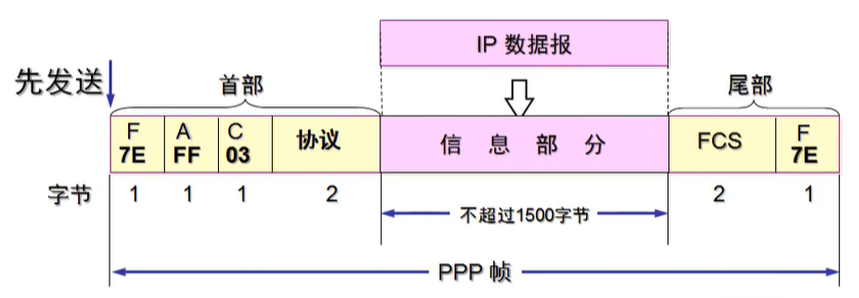 IP 数据报
先发送
首部
尾部
F A C 协议 信 息 部 分 FCS F
7E FF 03 7E
字节 1 1 1 2 不超过1500字节 2 1
PPP 帧